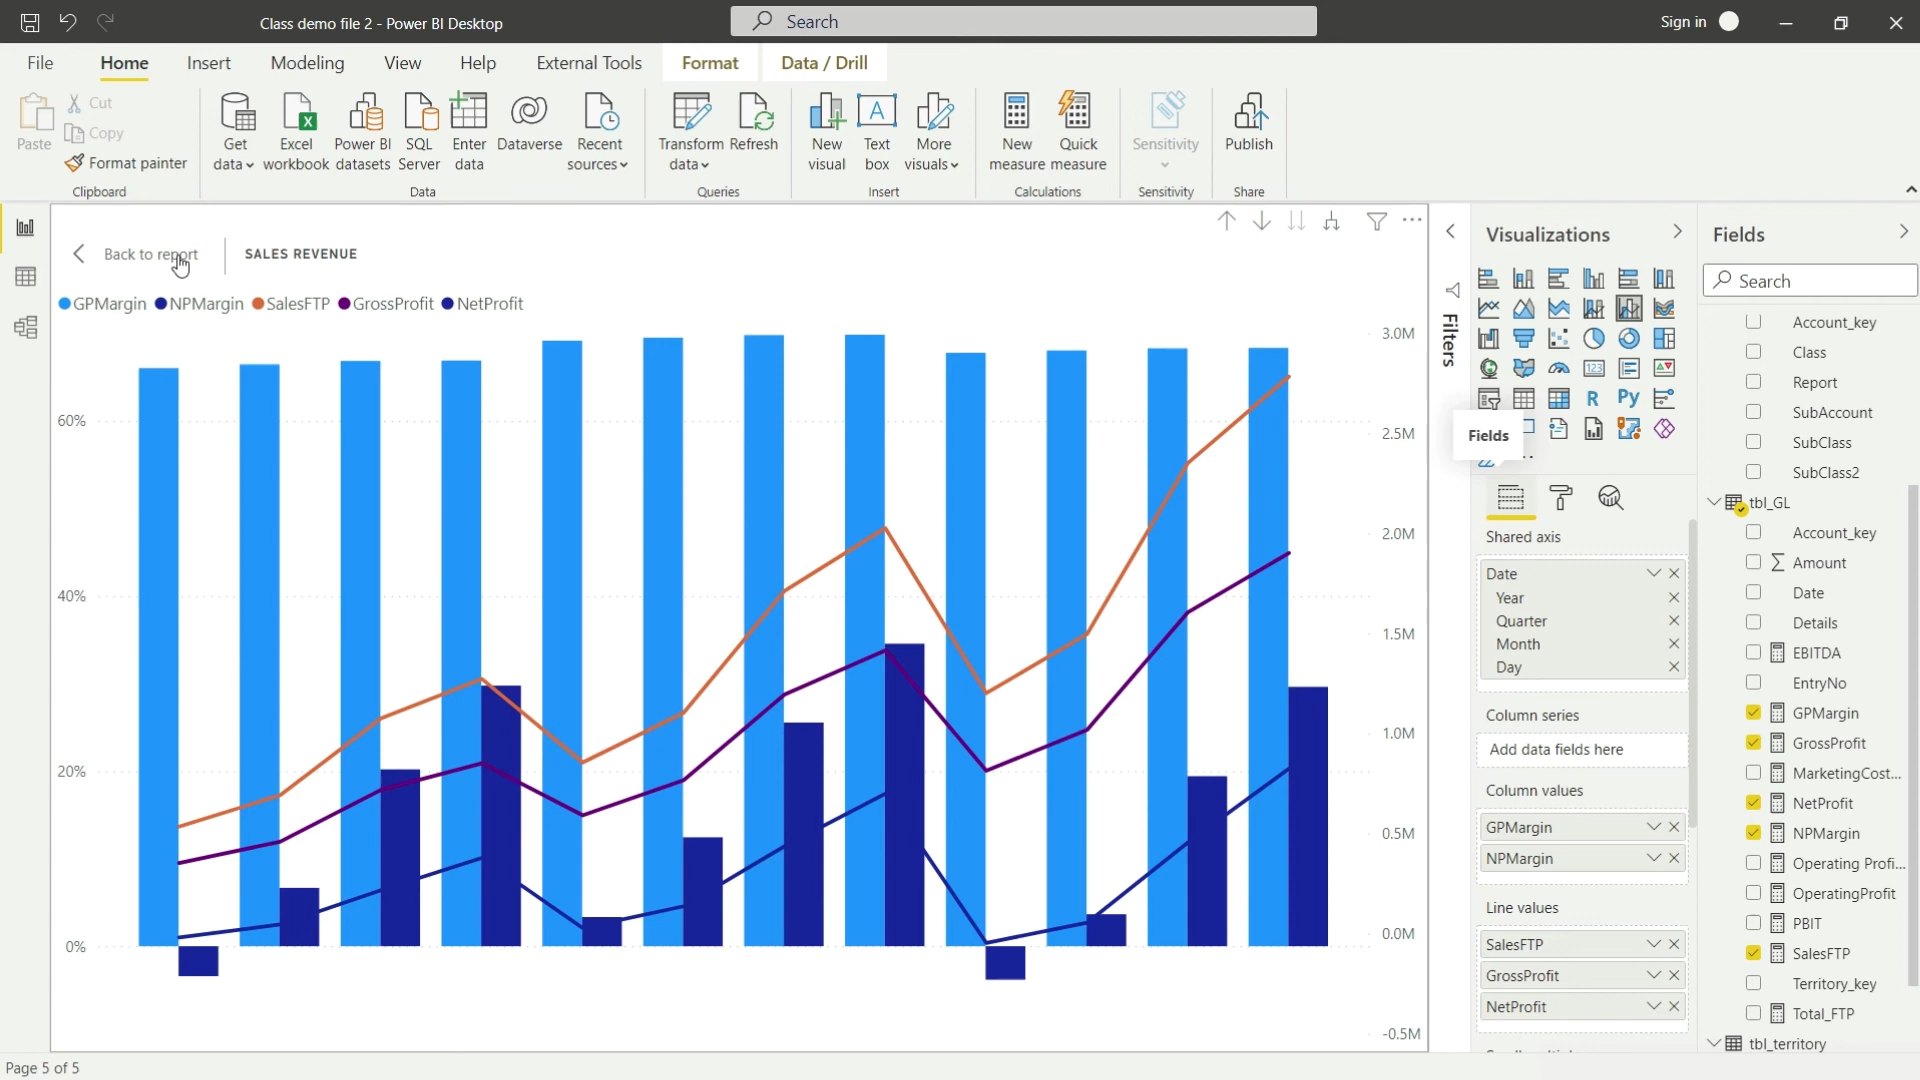 Class demo file 2 - Power BI Desktop
Search
Sign in
File Home Insert Modeling View Help External Tools Format Data / Drill
Paste
Cut
Copy
Format painter
Clipboard
Get data
Excel workbook
Power BI datasets
SQL Server
Enter data
Dataverse
Recent sources
Data
Transform data
Refresh
Queries
New visual
Text box
More visuals
Insert
New measure
Quick measure
Calculations
Sensitivity
Sensitivity
Publish
Share
Back to report
SALES REVENUE
GPMargin NPMargin SalesFTP GrossProfit NetProfit
60%
40%
20%
0%
3.0M
2.5M
2.0M
1.5M
1.0M
0.5M
0.0M
-0.5M
Filters
Visualizations
123
R
Py
Fields
Shared axis
Date
Year
Quarter
Month
Day
Column series
Add data fields here
Column values
GPMargin
NPMargin
Line values
SalesFTP
GrossProfit
NetProfit
Fields
Search
Account_key
Class
Report
SubAccount
SubClass
SubClass2
tbl_GL
Account_key
Amount
Date
Details
EBITDA
EntryNo
GPMargin
GrossProfit
MarketingCost...
NetProfit
NPMargin
Operating Profi...
OperatingProfit
PBIT
SalesFTP
Territory_key
Total_FTP
tbl_territory
Page 5 of 5